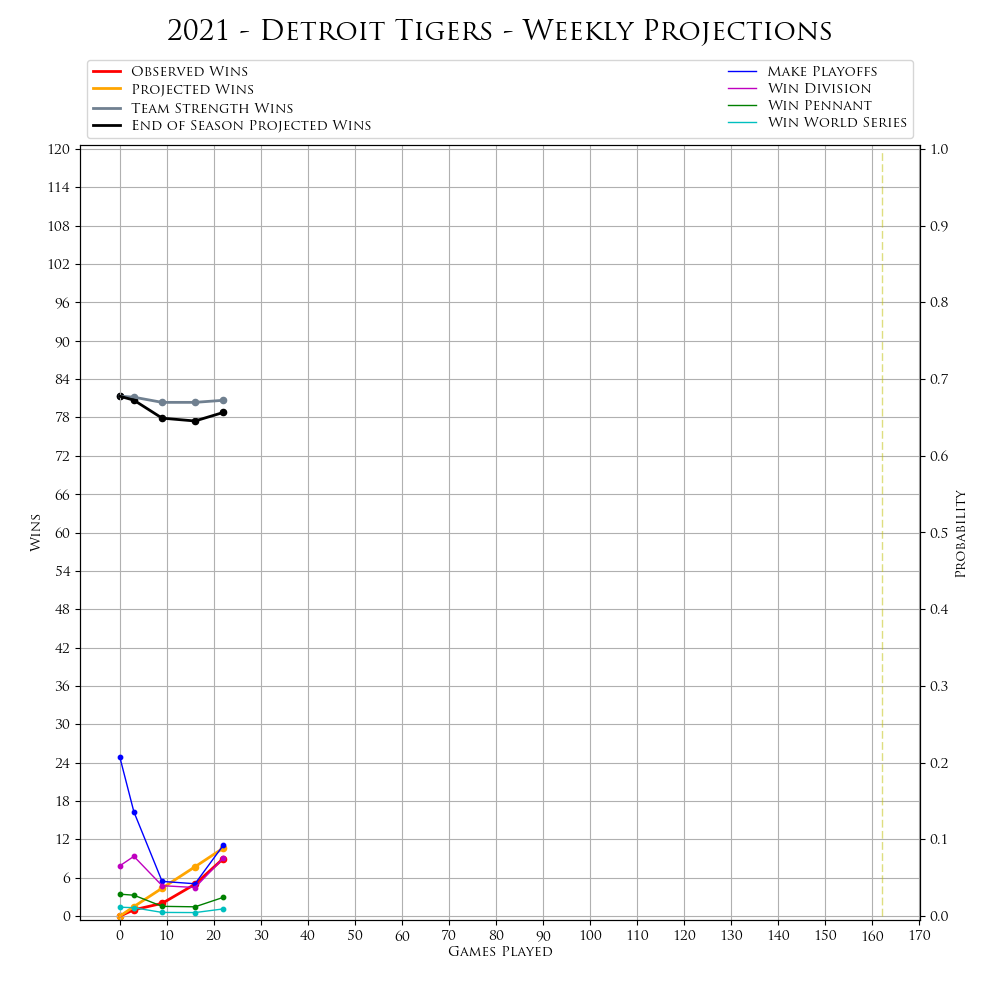 2021 - Detroit Tigers - Weekly Projections
Observed Wins
Projected Wins
Team Strength Wins
End of Season Projected Wins
Make Playoffs
Win Division
Win Pennant
Win World Series
120
114
108
102
96
90
84
78
72
66
60
54
48
42
36
30
24
18
12
6
0
Wins
1.0
0.9
0.8
0.7
0.6
0.5
0.4
0.3
0.2
0.1
0.0
Probability
0 10 20 30 40 50 60 70 80 90 100 110 120 130 140 150 160 170
Games Played